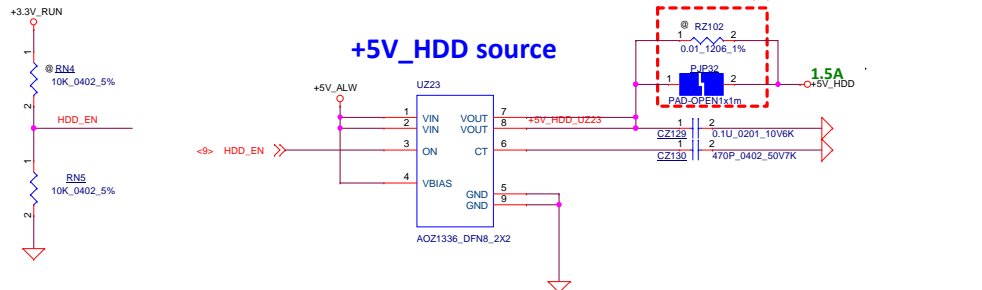 +3.3V_RUN
1
@ RN4
10K_0402_5%
2
HDD_EN
1
RN5
10K_0402_5%
2
+5V_HDD source
+5V_ALW
UZ23
1 VIN VOUT 7
2 VIN VOUT 8 +5V_HDD_UZ23
<9> HDD_EN 3 ON CT 6
4 VBIAS
GND 5
GND 9
AOZ1336_DFN8_2X2
@ RZ102
1 2
0.01_1206_1%
PJP32
1 2
1.5A
+5V_HDD
PAD-OPEN1x1m
1 2
CZ129 0.1U_0201_10V6K
1 2
CZ130 470P_0402_50V7K